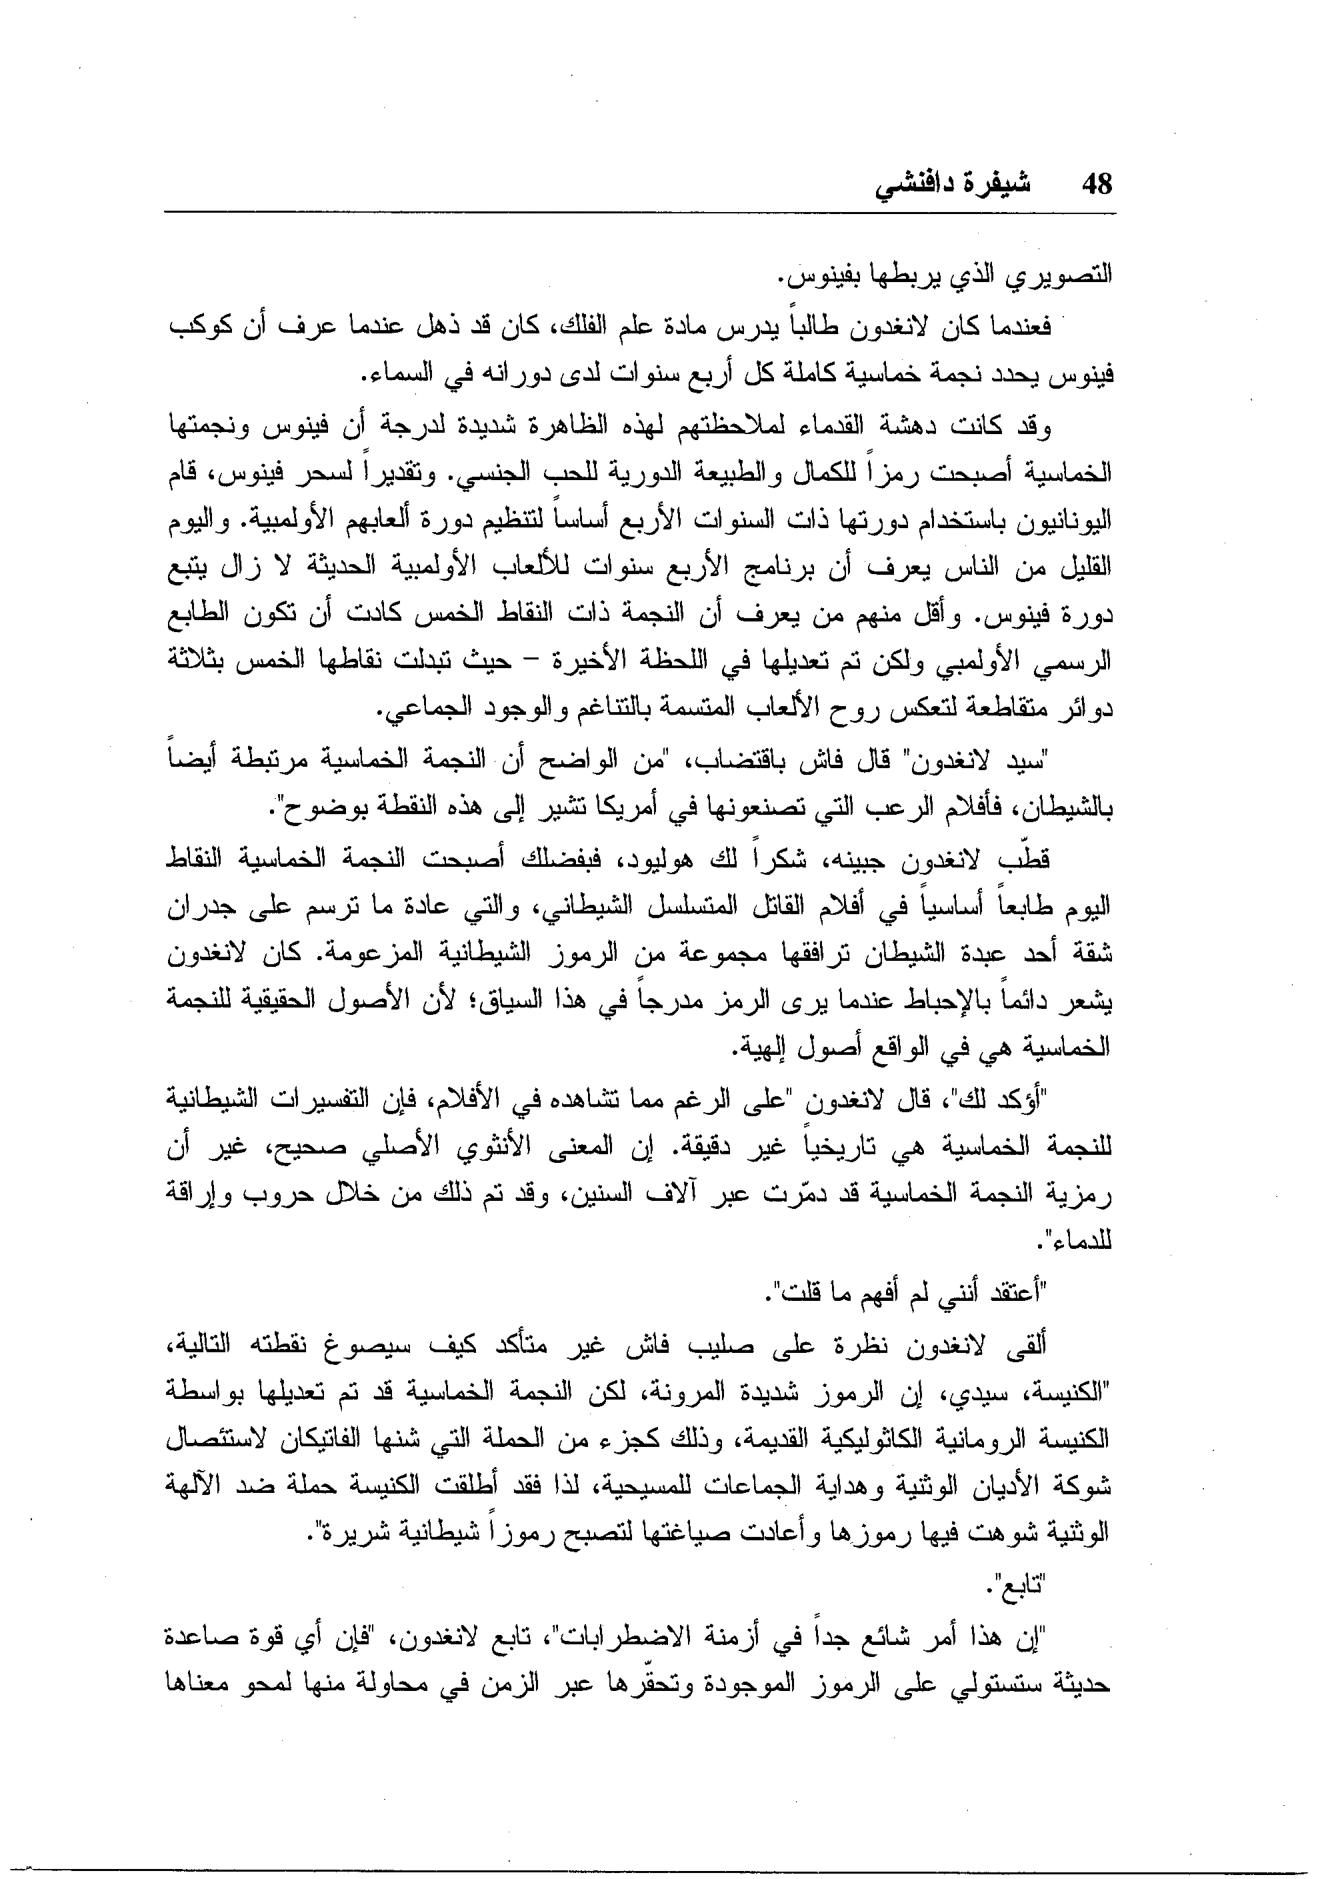 48 شيفرة دافنشي
التصويري الذي يربطها بفينوس.
فعندما كان لانغدون طالباً يدرس مادة علم الفلك، كان قد ذهل عندما عرف أن كوكب
فينوس يحدد نجمة خماسية كاملة كل أربع سنوات لدى دورانه في السماء.
وقد كانت دهشة القدماء لملاحظتهم لهذه الظاهرة شديدة لدرجة أن فينوس ونجمتها
الخماسية أصبحت رمزاً للكمال والطبيعة الدورية للحب الجنسي. وتقديراً لسحر فينوس، قام
اليونانيون باستخدام دورتها ذات السنوات الأربع أساساً لتنظيم دورة ألعابهم الأولمبية. واليوم
القليل من الناس يعرف أن برنامج الأربع سنوات للألعاب الأولمبية الحديثة لا زال يتبع
دورة فينوس. وأقل منهم من يعرف أن النجمة ذات النقاط الخمس كادت أن تكون الطابع
الرسمي الأولمبي ولكن تم تعديلها في اللحظة الأخيرة – حيث تبدلت نقاطها الخمس بثلاثة
دوائر متقاطعة لتعكس روح الألعاب المتسمة بالتناغم والوجود الجماعي.
"سيد لانغدون" قال فاش باقتضاب، "من الواضح أن النجمة الخماسية مرتبطة أيضاً
بالشيطان، فأفلام الرعب التي تصنعونها في أمريكا تشير إلى هذه النقطة بوضوح".
قطّب لانغدون جبينه، شكراً لك هوليود، فبفضلك أصبحت النجمة الخماسية النقاط
اليوم طابعاً أساسياً في أفلام القاتل المتسلسل الشيطاني، والتي عادة ما ترسم على جدران
شقة أحد عبدة الشيطان ترافقها مجموعة من الرموز الشيطانية المزعومة. كان لانغدون
يشعر دائماً بالإحباط عندما يرى الرمز مدرجاً في هذا السياق؛ لأن الأصول الحقيقية للنجمة
الخماسية هي في الواقع أصول إلهية.
"أؤكد لك"، قال لانغدون "على الرغم مما تشاهده في الأفلام، فإن التفسيرات الشيطانية
للنجمة الخماسية هي تاريخياً غير دقيقة. إن المعنى الأنثوي الأصلي صحيح، غير أن
رمزية النجمة الخماسية قد دمّرت عبر آلاف السنين، وقد تم ذلك من خلال حروب وإراقة
للدماء".
"أعتقد أنني لم أفهم ما قلت".
ألقى لانغدون نظرة على صليب فاش غير متأكد كيف سيصوغ نقطته التالية،
"الكنيسة، سيدي، إن الرموز شديدة المرونة، لكن النجمة الخماسية قد تم تعديلها بواسطة
الكنيسة الرومانية الكاثوليكية القديمة، وذلك كجزء من الحملة التي شنها الفاتيكان لاستئصال
شوكة الأديان الوثنية وهداية الجماعات للمسيحية، لذا فقد أطلقت الكنيسة حملة ضد الآلهة
الوثنية شوهت فيها رموزها وأعادت صياغتها لتصبح رموزاً شيطانية شريرة".
"تابع".
"إن هذا أمر شائع جداً في أزمنة الاضطرابات"، تابع لانغدون، "فإن أي قوة صاعدة
حديثة ستستولي على الرموز الموجودة وتحقّرها عبر الزمن في محاولة منها لمحو معناها